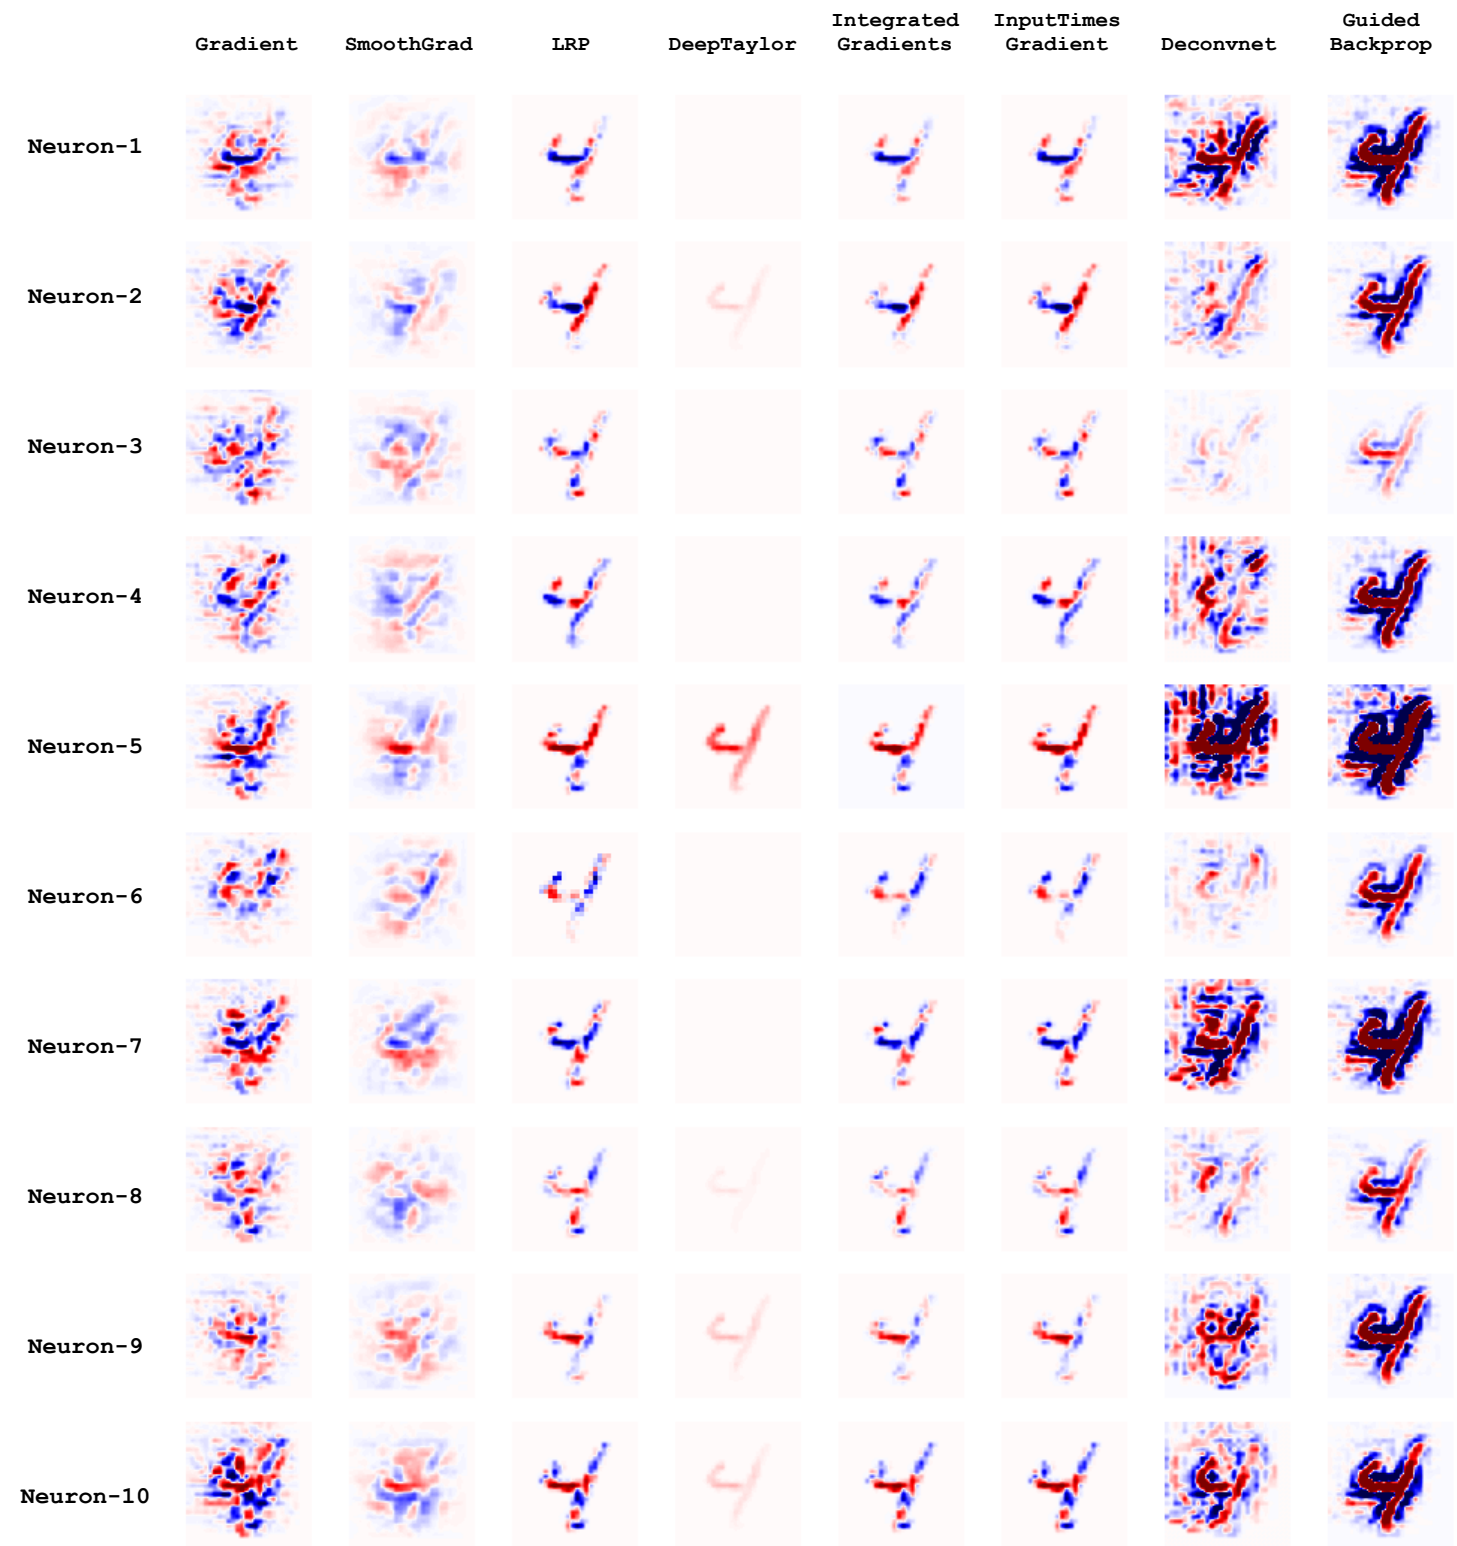 Gradient SmoothGrad LRP DeepTaylor Integrated Gradients InputTimes Gradient Deconvnet Guided Backprop
Neuron-1
Neuron-2
Neuron-3
Neuron-4
Neuron-5
Neuron-6
Neuron-7
Neuron-8
Neuron-9
Neuron-10